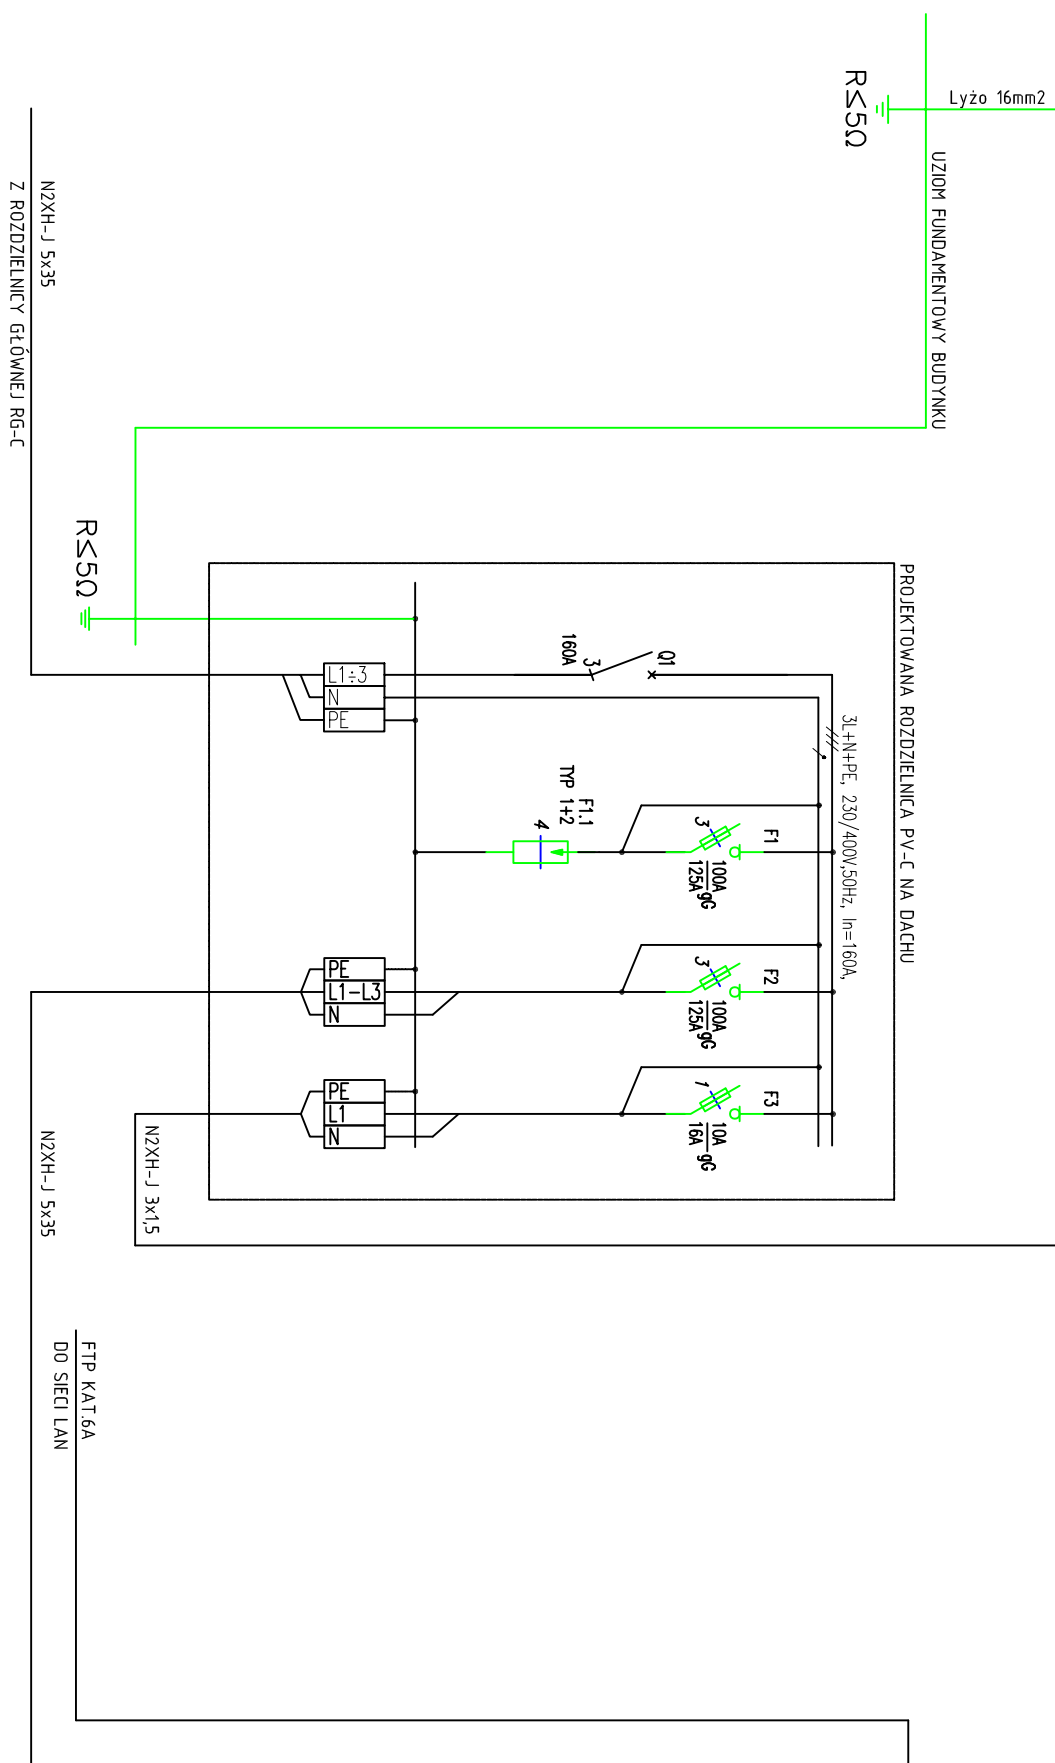 Lyżo 16mm2
R≤5Ω
UZIOM FUNDAMENTOWY BUDYNKU
N2XH-J 5x35
Z ROZDZIELNICY GŁÓWNEJ RG-C
R≤5Ω
PROJEKTOWANA ROZDZIELNICA PV-C NA DACHU
3L+N+PE, 230/400V,50Hz, In=160A,
Q1
3
160A
L1÷3
N
PE
F1
3
100A
125A
gG
F1.1
TYP 1+2
4
F2
3
100A
125A
gG
PE
L1-L3
N
F3
1
10A
16A
gG
PE
L1
N
N2XH-J 3x1,5
N2XH-J 5x35
FTP KAT.6A
DO SIECI LAN